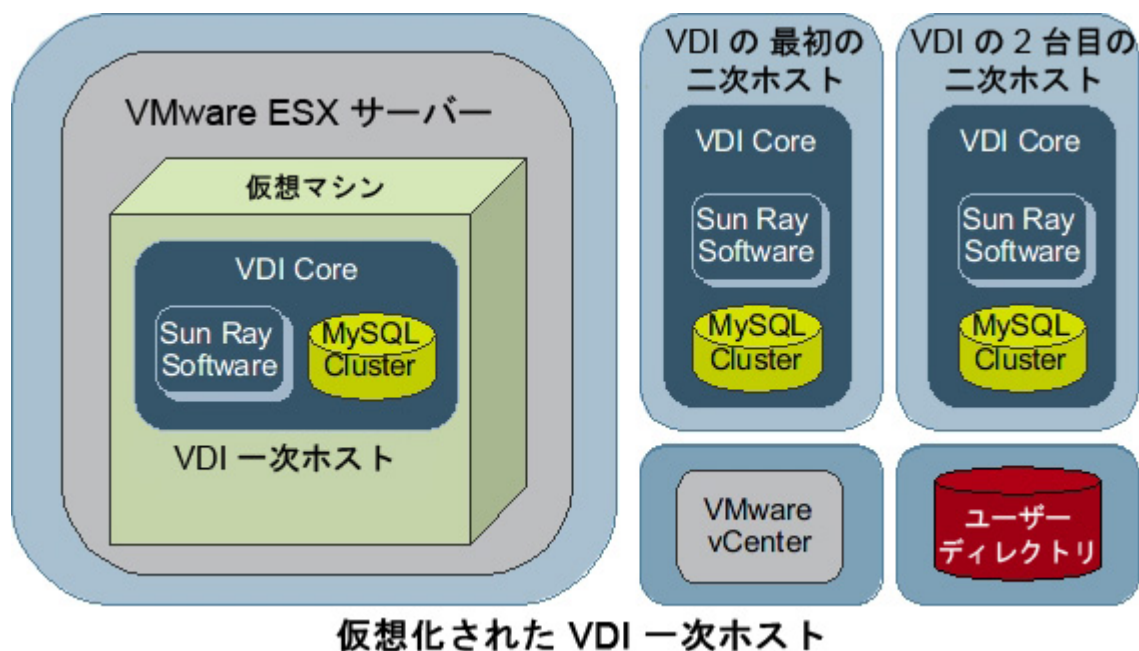 VMware ESX サーバー
仮想マシン
VDI Core
Sun Ray
Software
MySQL
Cluster
VDI 一次ホスト
VDI の 最初の
二次ホスト
VDI Core
Sun Ray
Software
MySQL
Cluster
VDI の 2 台目の
二次ホスト
VDI Core
Sun Ray
Software
MySQL
Cluster
VMware
vCenter
ユーザー
ディレクトリ
仮想化された VDI 一次ホスト